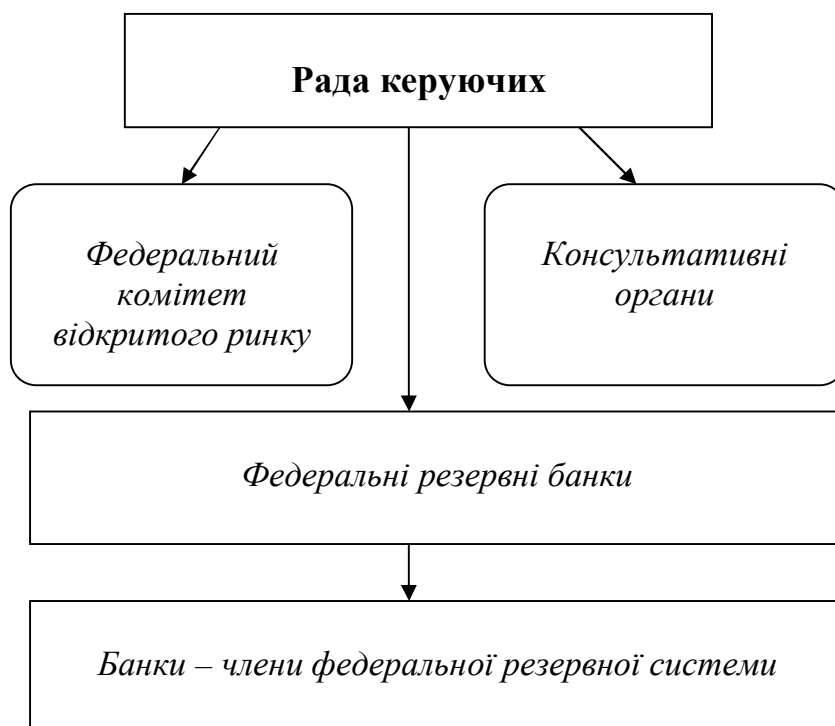 Рада керуючих
Федеральний
комітет
відкритого ринку
Консультативні
органи
Федеральні резервні банки
Банки – члени федеральної резервної системи